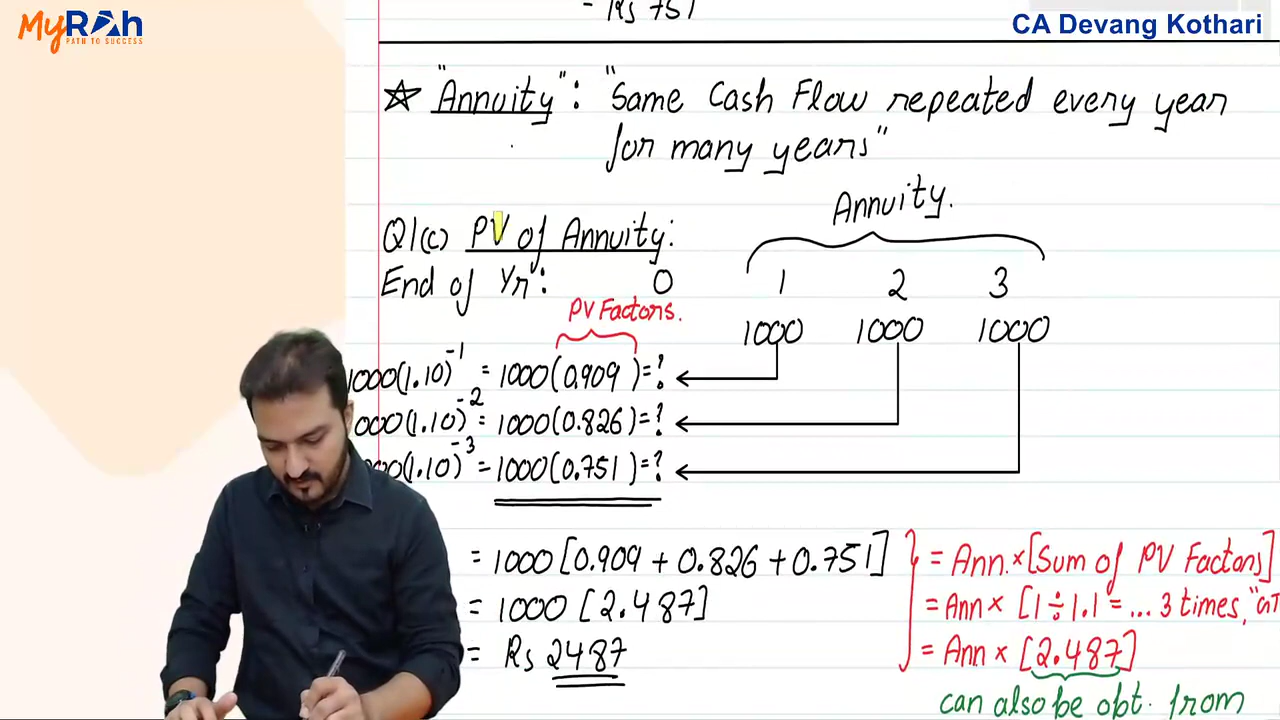 = Rs 751
MyRAh
PATH TO SUCCESS
CA Devang Kothari
☆ "Annuity": "Same Cash Flow repeated every year
for many years"
Annuity.
Q1(c) PV of Annuity:
End of Yr: 0 1 2 3
PV Factors.
1000 1000 1000
1000(1.10)⁻¹ = 1000(0.909) = ?
000(1.10)⁻² = 1000(0.826) = ?
(1.10)⁻³ = 1000(0.751) = ?
= 1000[0.909 + 0.826 + 0.751] } = Ann. × [Sum of PV Factors]
= 1000 [2.487] = Ann × [1 ÷ 1.1 = ... 3 times, "GT
= Rs 2487 = Ann × [2.487]
can also be obt. from